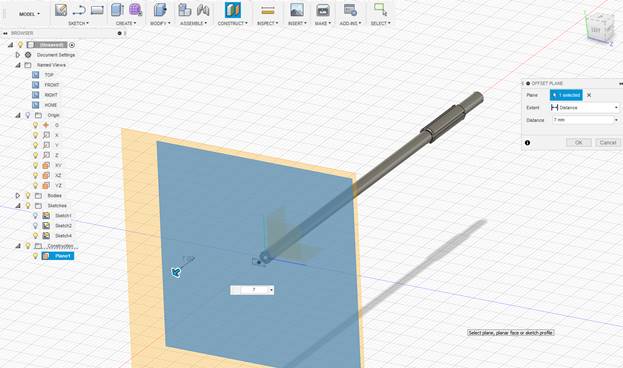 MODEL
SKETCH
CREATE
MODIFY
ASSEMBLE
CONSTRUCT
INSPECT
INSERT
MAKE
ADD-INS
SELECT
BROWSER
(Unsaved)
Document Settings
Named Views
TOP
FRONT
RIGHT
HOME
Origin
O
X
Y
Z
XY
XZ
YZ
Bodies
Sketches
Sketch1
Sketch2
Sketch4
Construction
Plane1
OFFSET PLANE
Plane
1 selected
Extent
Distance
Distance
7 mm
OK
Cancel
Z
7
Select plane, planar face or sketch profile